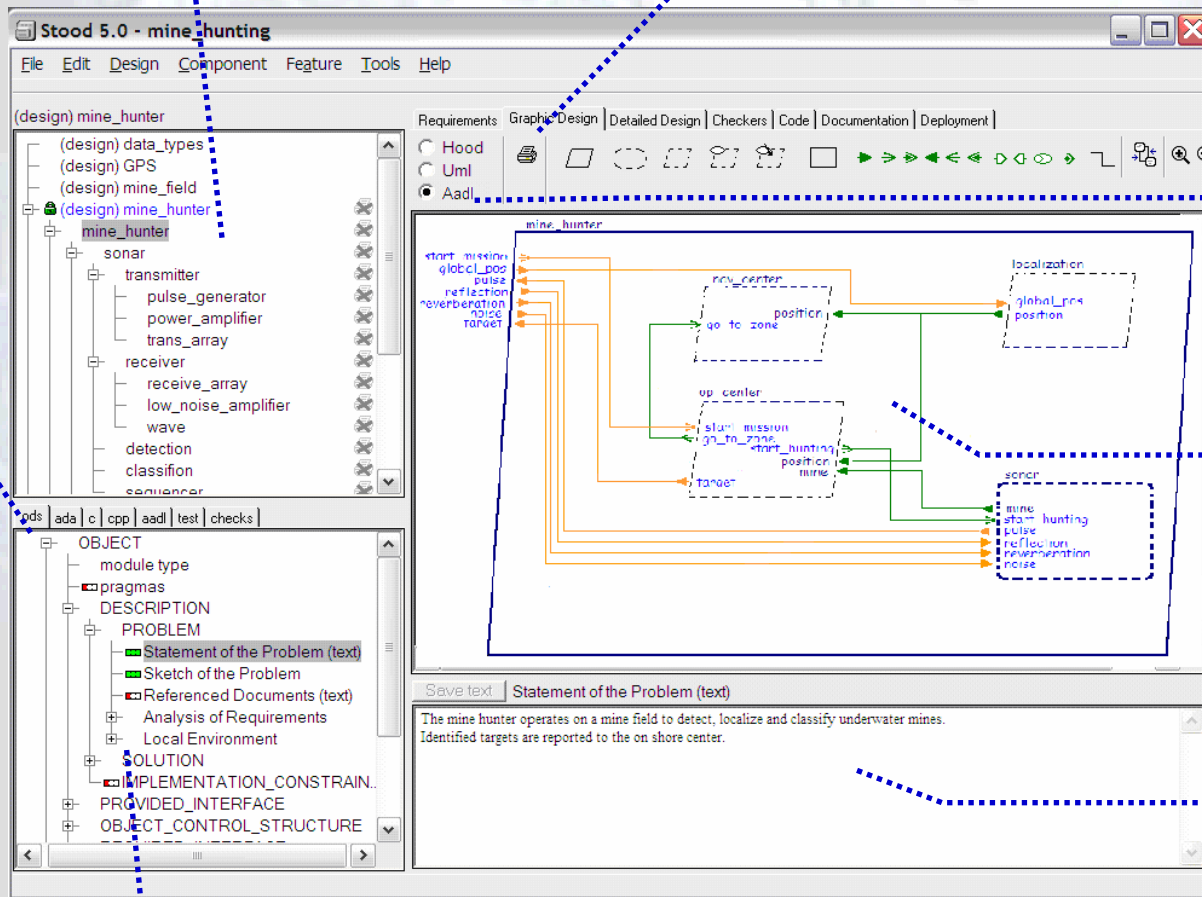 Stood 5.0 - mine_hunting
File Edit Design Component Feature Tools Help
(design) mine_hunter
(design) data_types
(design) GPS
(design) mine_field
(design) mine_hunter
mine_hunter
sonar
transmitter
pulse_generator
power_amplifier
trans_array
receiver
receive_array
low_noise_amplifier
wave
detection
classifion
sequencer
ods ada c cpp aadl test checks
OBJECT
module type
pragmas
DESCRIPTION
PROBLEM
Statement of the Problem (text)
Sketch of the Problem
Referenced Documents (text)
Analysis of Requirements
Local Environment
SOLUTION
IMPLEMENTATION_CONSTRAIN..
PROVIDED_INTERFACE
OBJECT_CONTROL_STRUCTURE
Requirements Graphic Design Detailed Design Checkers Code Documentation Deployment
Hood
Uml
Aadl
mine_hunter
start_mission
global_pos
pulse
reflection
reverberation
noise
target
nav_center
position
go_to_zone
localization
global_pos
position
op_center
start_mission
go_to_zone
start_hunting
position
mine
target
sonar
mine
start_hunting
pulse
reflection
reverberation
noise
Save text Statement of the Problem (text)
The mine hunter operates on a mine field to detect, localize and classify underwater mines.
Identified targets are reported to the on shore center.